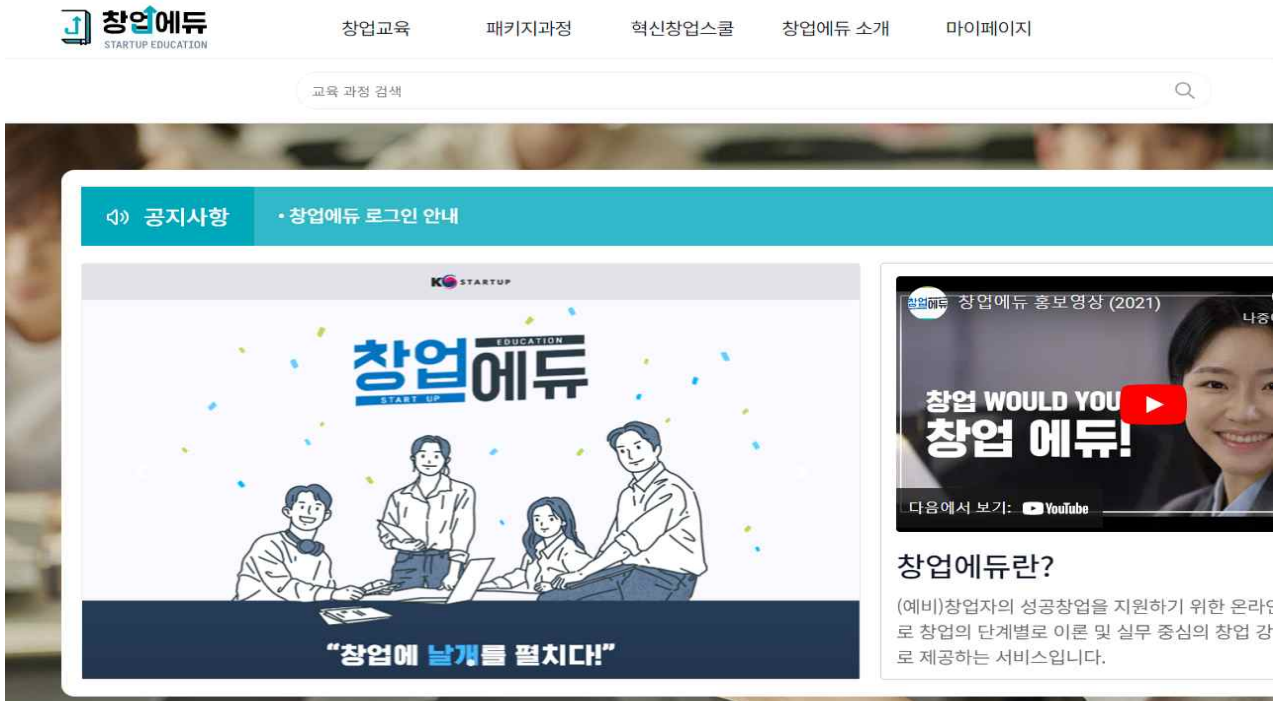 창업에듀
STARTUP EDUCATION
창업교육 패키지과정 혁신창업스쿨 창업에듀 소개 마이페이지
교육 과정 검색
공지사항 • 창업에듀 로그인 안내
K STARTUP
창업에듀
EDUCATION
START UP
“창업에 날개를 펼치다!”
창업에듀 창업에듀 홍보영상 (2021)
나중에
창업 WOULD YOU
창업 에듀!
다음에서 보기: YouTube
창업에듀란?
(예비)창업자의 성공창업을 지원하기 위한 온라인
로 창업의 단계별로 이론 및 실무 중심의 창업 강
로 제공하는 서비스입니다.